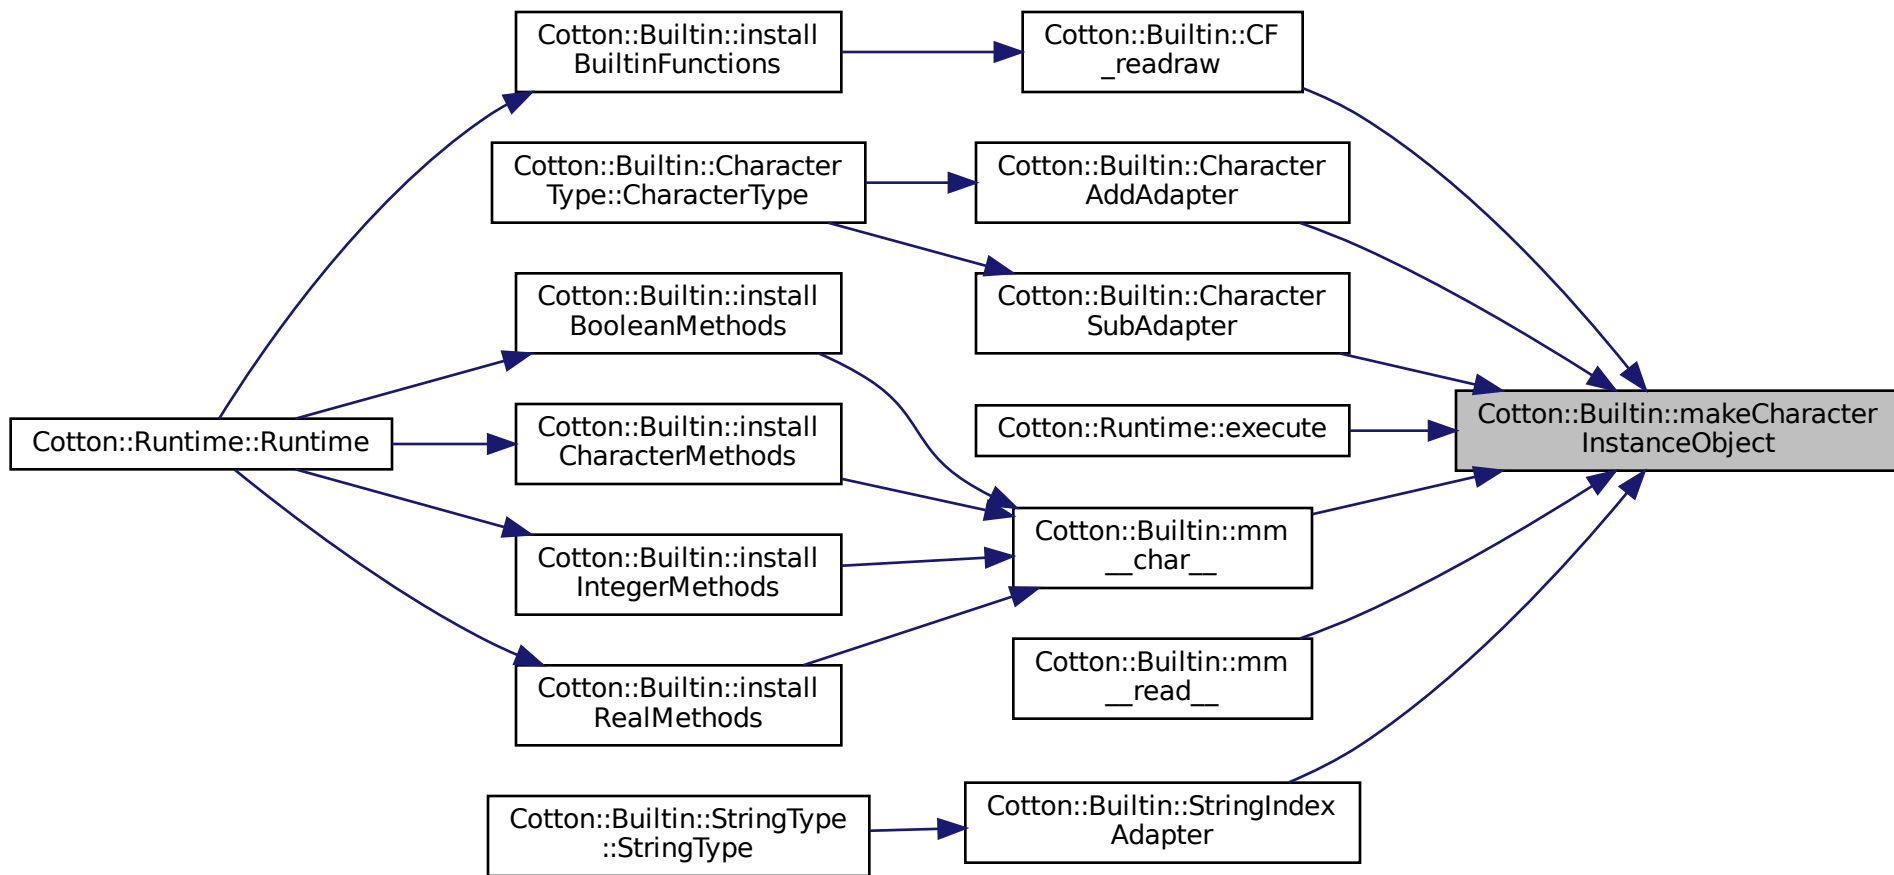 Cotton::Builtin::install
BuiltinFunctions
Cotton::Builtin::CF
_readraw
Cotton::Builtin::Character
Type::CharacterType
Cotton::Builtin::Character
AddAdapter
Cotton::Builtin::install
BooleanMethods
Cotton::Builtin::Character
SubAdapter
Cotton::Runtime::Runtime
Cotton::Builtin::install
CharacterMethods
Cotton::Runtime::execute
Cotton::Builtin::makeCharacter
InstanceObject
Cotton::Builtin::install
IntegerMethods
Cotton::Builtin::mm
__char__
Cotton::Builtin::install
RealMethods
Cotton::Builtin::mm
__read__
Cotton::Builtin::StringType
::StringType
Cotton::Builtin::StringIndex
Adapter